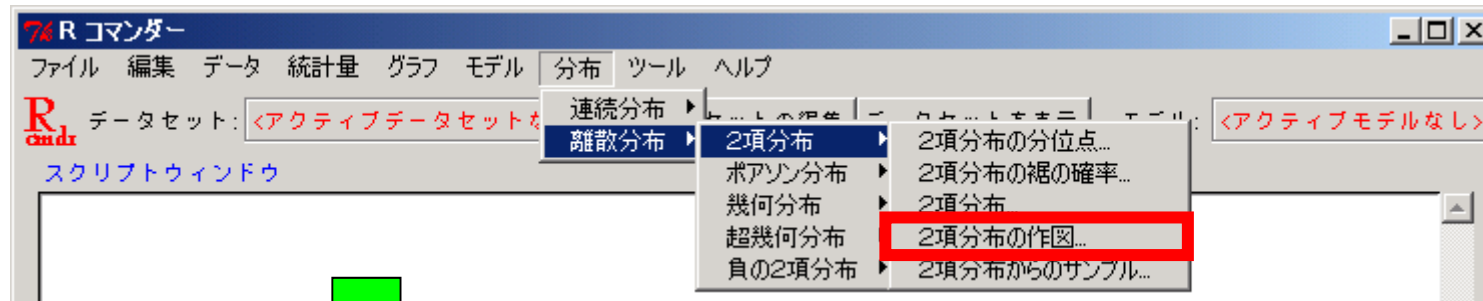 R コマンダー
ファイル 編集 データ 統計量 グラフ モデル 分布 ツール ヘルプ
Rcmdr データセット: <アクティブデータセットな モデル: <アクティブモデルなし>
連続分布
離散分布
2項分布
ポアソン分布
幾何分布
超幾何分布
負の2項分布
2項分布の分位点...
2項分布の裾の確率...
2項分布...
2項分布の作図...
2項分布からのサンプル...
スクリプトウィンドウ